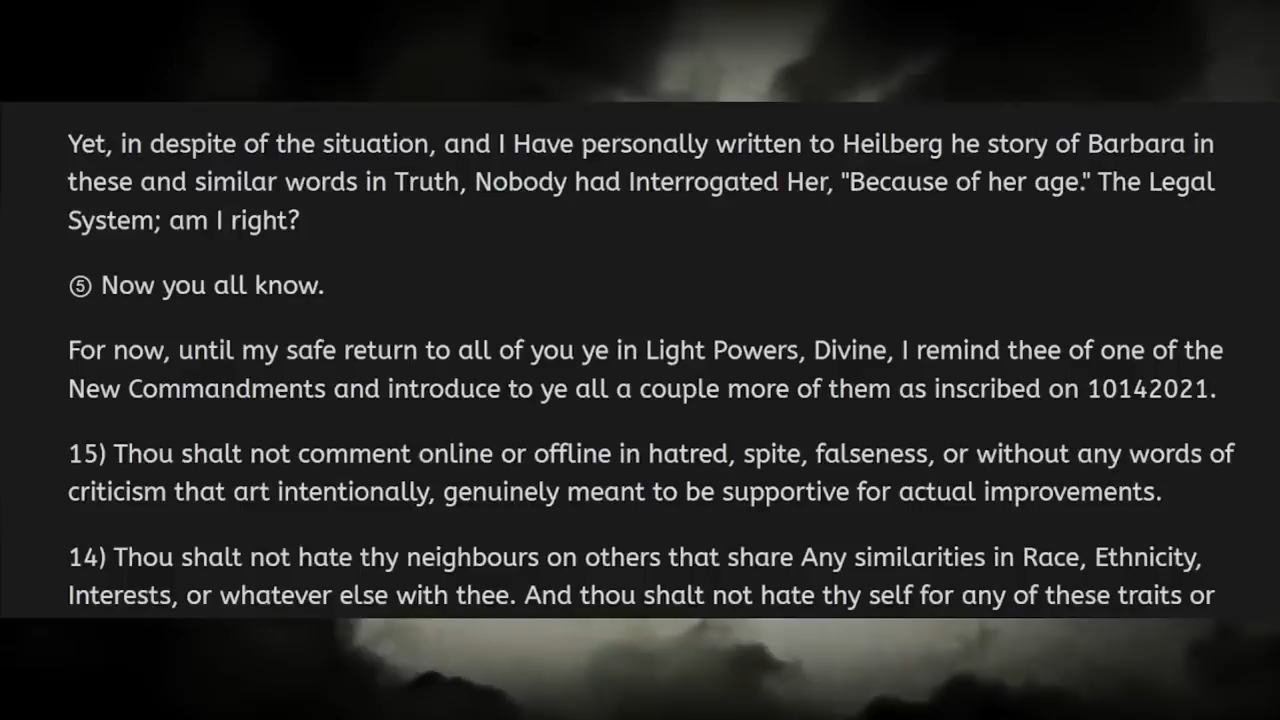 Yet, in despite of the situation, and I Have personally written to Heilberg he story of Barbara in
these and similar words in Truth, Nobody had Interrogated Her, "Because of her age." The Legal
System; am I right?
⑤ Now you all know.
For now, until my safe return to all of you ye in Light Powers, Divine, I remind thee of one of the
New Commandments and introduce to ye all a couple more of them as inscribed on 10142021.
15) Thou shalt not comment online or offline in hatred, spite, falseness, or without any words of
criticism that art intentionally, genuinely meant to be supportive for actual improvements.
14) Thou shalt not hate thy neighbours on others that share Any similarities in Race, Ethnicity,
Interests, or whatever else with thee. And thou shalt not hate thy self for any of these traits or